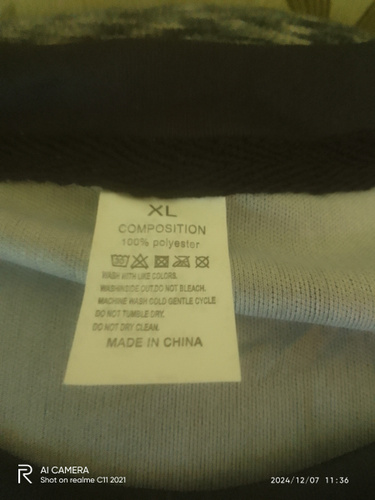 XL
COMPOSITION
100% polyester
WASH WITH LIKE COLORS.
WASH INSIDE OUT,DO NOT BLEACH.
MACHINE WASH COLD GENTLE CYCLE
DO NOT TUMBLE DRY.
DO NOT DRY CLEAN.
MADE IN CHINA
R AI CAMERA
Shot on realme C11 2021
2024/12/07 11:36